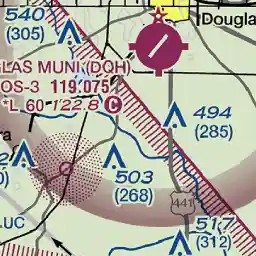 540
(305)
Dougla
LAS MUNI (DQH)
OS-3 119.075
*L 60 122.8 C
494
(285)
503
(268)
441
517
(312)
LUC